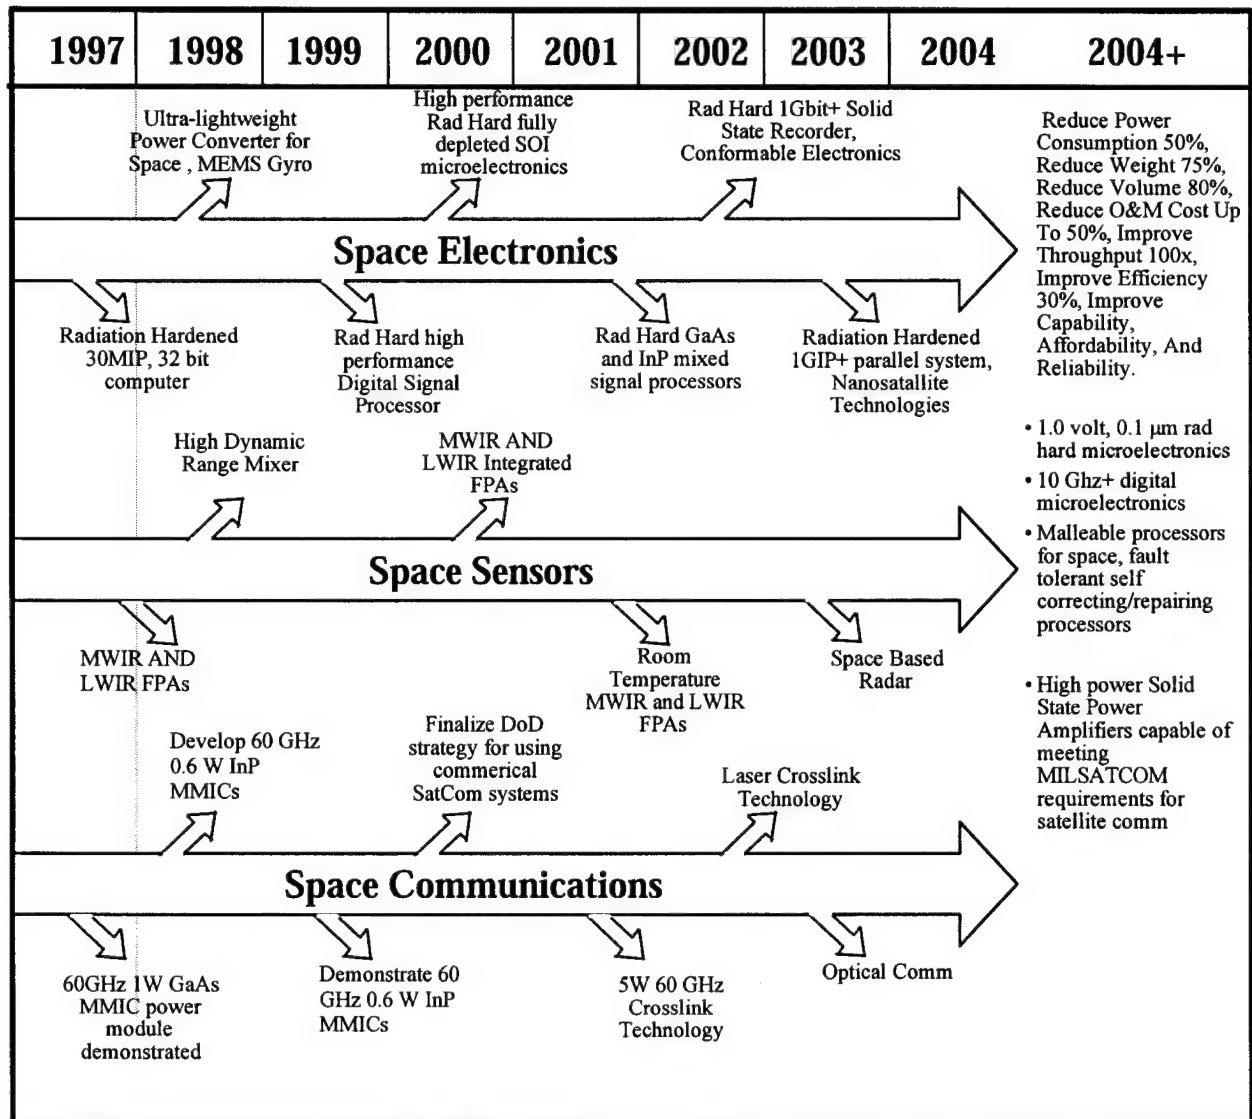 1997 1998 1999 2000 2001 2002 2003 2004 2004+
Ultra-lightweight
Power Converter for
Space , MEMS Gyro
High performance
Rad Hard fully
depleted SOI
microelectronics
Rad Hard 1Gbit+ Solid
State Recorder,
Conformable Electronics
Space Electronics
Radiation Hardened
30MIP, 32 bit
computer
Rad Hard high
performance
Digital Signal
Processor
Rad Hard GaAs
and InP mixed
signal processors
Radiation Hardened
1GIP+ parallel system,
Nanosatallite
Technologies
High Dynamic
Range Mixer
MWIR AND
LWIR Integrated
FPAs
Space Sensors
MWIR AND
LWIR FPAs
Room
Temperature
MWIR and LWIR
FPAs
Space Based
Radar
Develop 60 GHz
0.6 W InP
MMICs
Finalize DoD
strategy for using
commerical
SatCom systems
Laser Crosslink
Technology
Space Communications
60GHz 1W GaAs
MMIC power
module
demonstrated
Demonstrate 60
GHz 0.6 W InP
MMICs
5W 60 GHz
Crosslink
Technology
Optical Comm
Reduce Power
Consumption 50%,
Reduce Weight 75%,
Reduce Volume 80%,
Reduce O&M Cost Up
To 50%, Improve
Throughput 100x,
Improve Efficiency
30%, Improve
Capability,
Affordability, And
Reliability.
• 1.0 volt, 0.1 μm rad
hard microelectronics
• 10 Ghz+ digital
microelectronics
• Malleable processors
for space, fault
tolerant self
correcting/repairing
processors
• High power Solid
State Power
Amplifiers capable of
meeting
MILSATCOM
requirements for
satellite comm